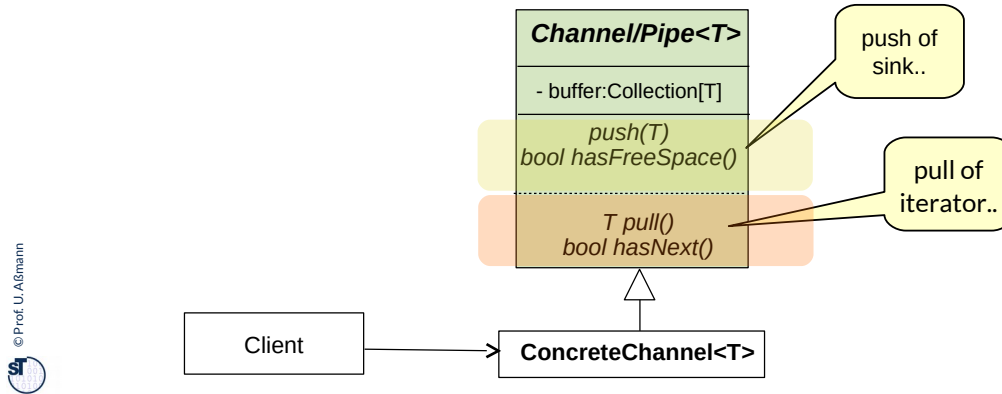 Channel/Pipe<T>
- buffer:Collection[T]
push(T)
bool hasFreeSpace()
T pull()
bool hasNext()
push of
sink..
pull of
iterator..
Client
ConcreteChannel<T>
© Prof. U. Aßmann
ST